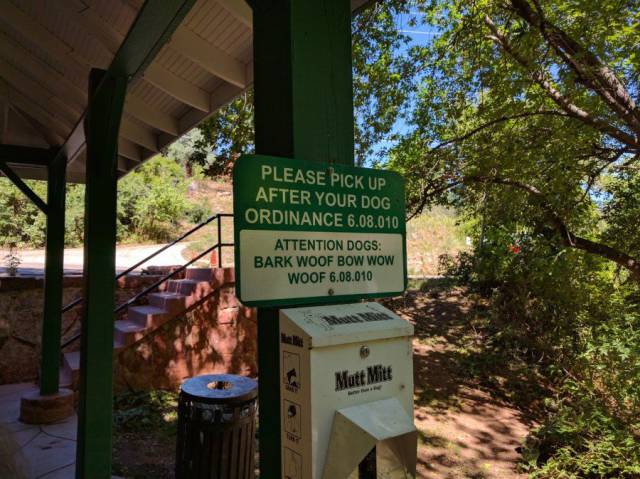 PLEASE PICK UP
AFTER YOUR DOG
ORDINANCE 6.08.010
ATTENTION DOGS:
BARK WOOF BOW WOW
WOOF 6.08.010
Mutt Mitt
Mutt Mitt